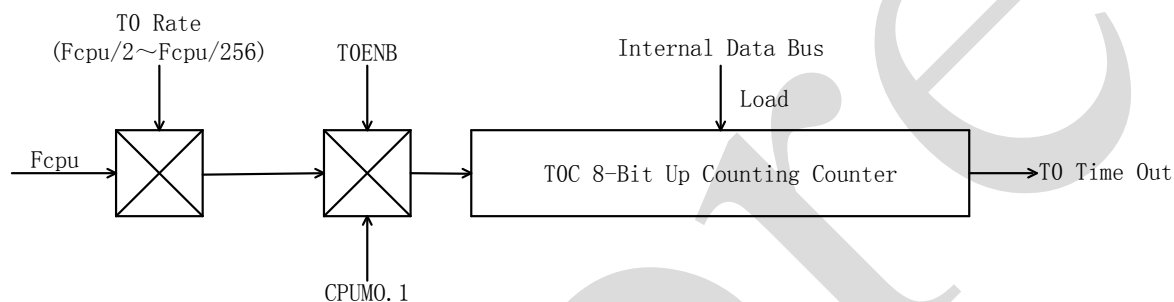 T0 Rate
(Fcpu/2～Fcpu/256)
T0ENB
Internal Data Bus
Load
Fcpu
T0C 8-Bit Up Counting Counter
T0 Time Out
CPUM0.1